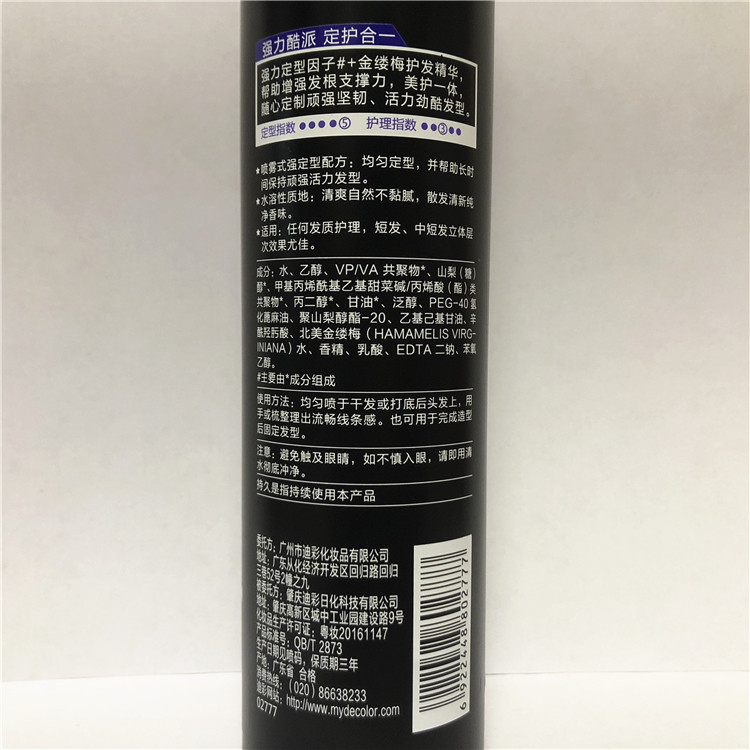 强力酷派 定护合一
强力定型因子#+金缕梅护发精华,
帮助增强发根支撑力，美护一体,
随心定制顽强坚韧、活力劲酷发型。
定型指数 ●●●●⑤ 护理指数 ●●③●●
★喷雾式强定型配方：均匀定型，并帮助长时
间保持顽强活力发型。
★水溶性质地：清爽自然不黏腻，散发清新纯
净香味。
★适用：任何发质护理，短发、中短发立体层
次效果尤佳。
成分：水、乙醇、VP/VA 共聚物*、山梨（糖）
醇*、甲基丙烯酰基乙基甜菜碱/丙烯酸（酯）类
共聚物*、丙二醇*、甘油*、泛醇、PEG-40 氢
化蓖麻油、聚山梨醇酯-20、乙基己基甘油、辛
酰羟肟酸、北美金缕梅（HAMAMELIS VIRG-
INIANA）水、香精、乳酸、EDTA 二钠、苯氧
乙醇。
#主要由*成分组成
使用方法：均匀喷于干发或打底后头发上，用
手或梳整理出流畅线条感。也可用于完成造型
后固定发型。
注意：避免触及眼睛，如不慎入眼，请即用清
水彻底冲净。
持久是指持续使用本产品
委托方：广州市迪彩化妆品有限公司
地址：广东从化经济开发区回归路回归
三巷52号2幢之九
被委托方：肇庆迪彩日化科技有限公司
地址：肇庆高新区城中工业园建设路9号
化妆品生产许可证：粤妆20161147
产品标准号：QB/T 2873
生产日期见喷码，保质期三年
产地：广东省 合格
消费热线：（020）86638233
迪彩网站：http://www.mydecolor.com
02777
6922448802777